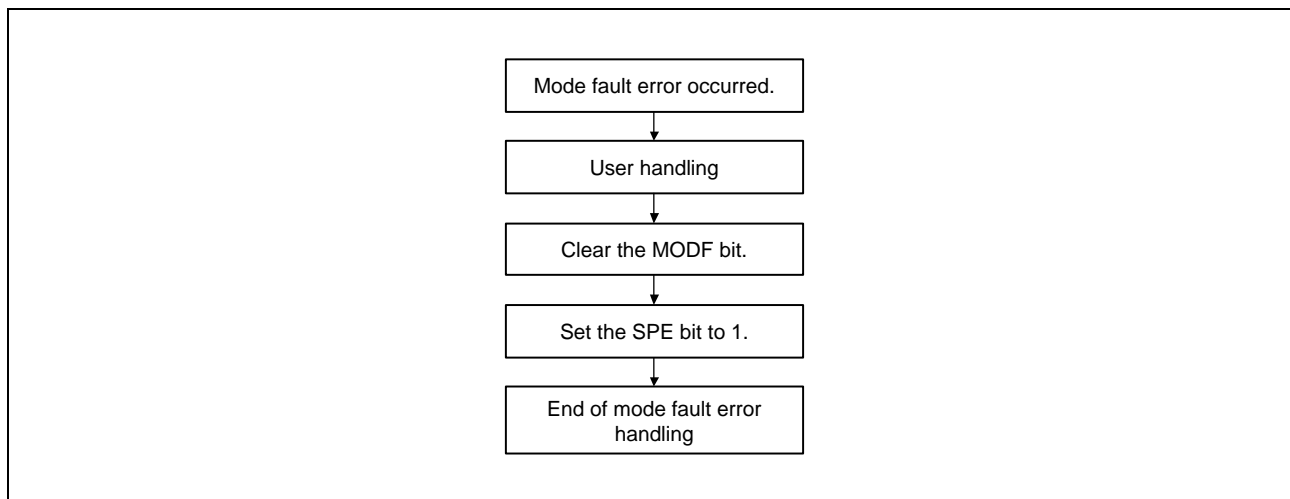 Mode fault error occurred.
User handling
Clear the MODF bit.
Set the SPE bit to 1.
End of mode fault error
handling